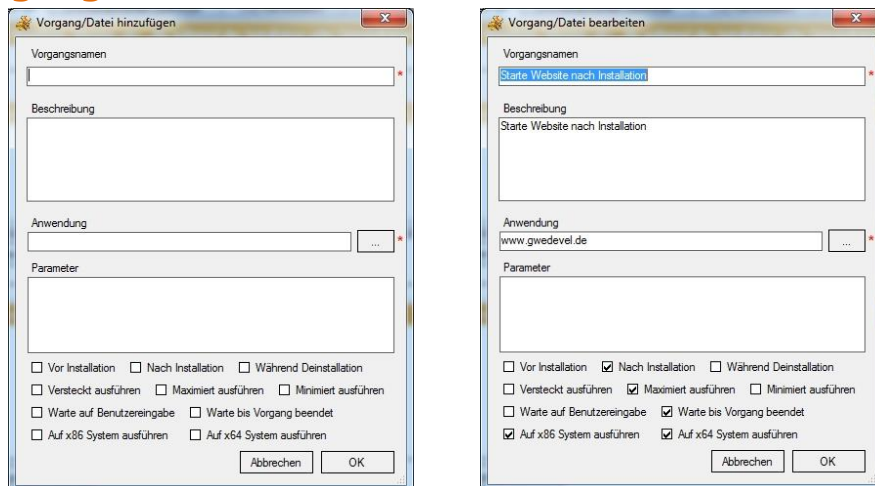 Vorgang/Datei hinzufügen
Vorgangsnamen
*
Beschreibung
Anwendung
... *
Parameter
Vor Installation Nach Installation Während Deinstallation
Versteckt ausführen Maximiert ausführen Minimiert ausführen
Warte auf Benutzereingabe Warte bis Vorgang beendet
Auf x86 System ausführen Auf x64 System ausführen
Abbrechen OK
Vorgang/Datei bearbeiten
Vorgangsnamen
Starte Website nach Installation *
Beschreibung
Starte Website nach Installation
Anwendung
www.gwedevel.de ... *
Parameter
Vor Installation Nach Installation Während Deinstallation
Versteckt ausführen Maximiert ausführen Minimiert ausführen
Warte auf Benutzereingabe Warte bis Vorgang beendet
Auf x86 System ausführen Auf x64 System ausführen
Abbrechen OK